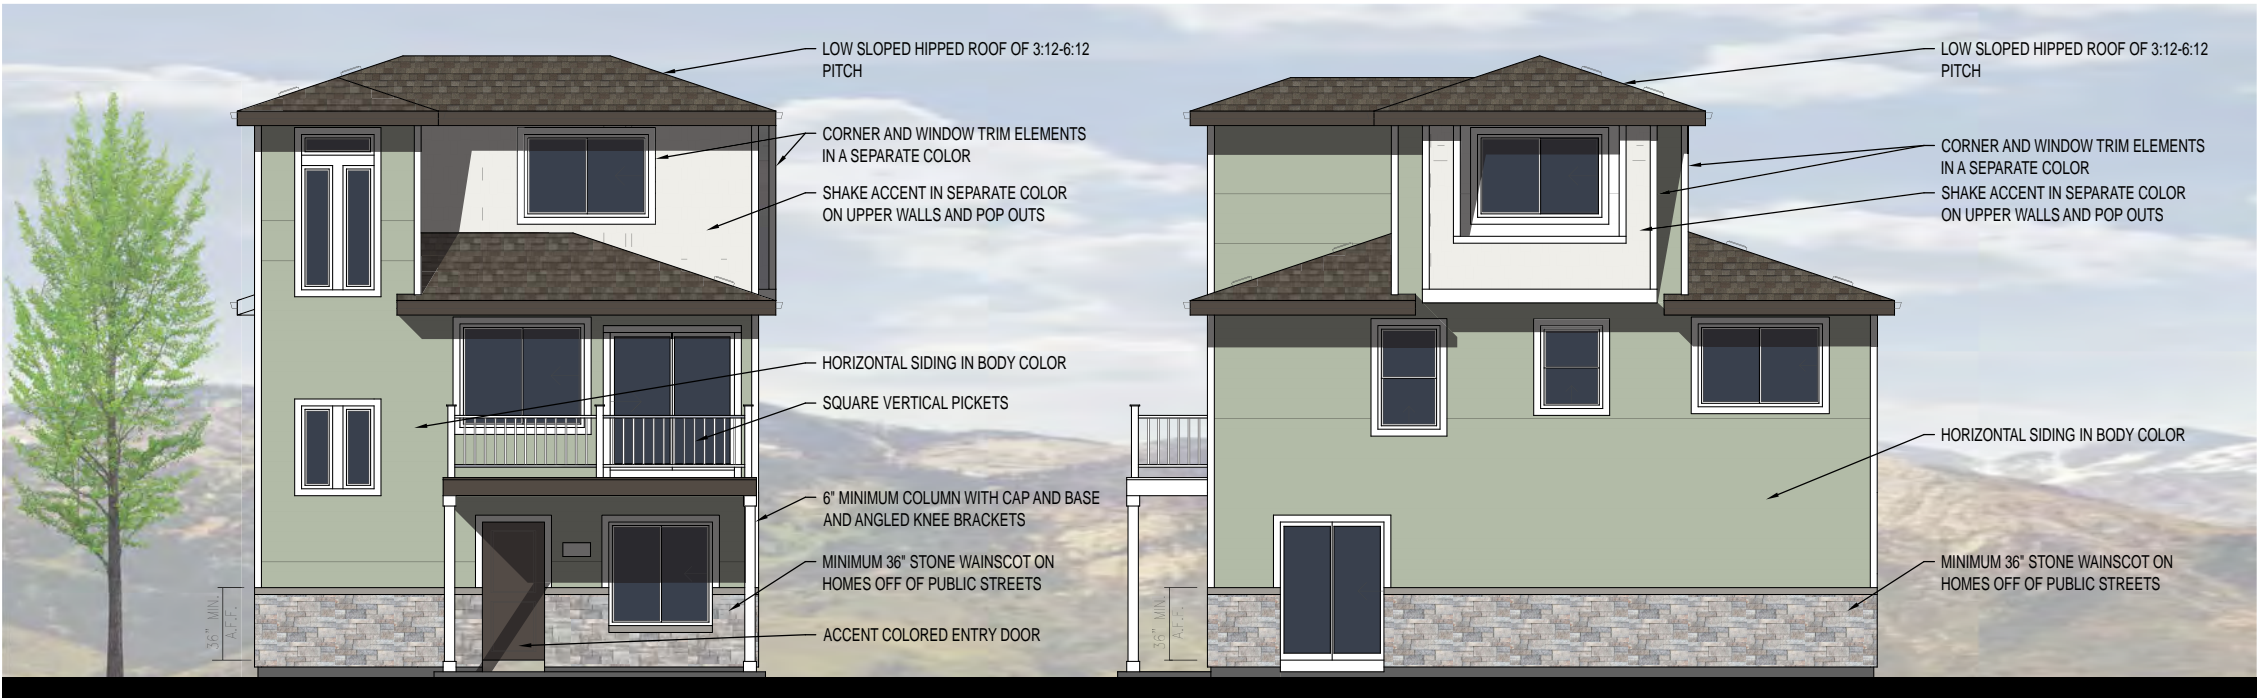 LOW SLOPED HIPPED ROOF OF 3:12-6:12
PITCH
CORNER AND WINDOW TRIM ELEMENTS
IN A SEPARATE COLOR
SHAKE ACCENT IN SEPARATE COLOR
ON UPPER WALLS AND POP OUTS
HORIZONTAL SIDING IN BODY COLOR
SQUARE VERTICAL PICKETS
6" MINIMUM COLUMN WITH CAP AND BASE
AND ANGLED KNEE BRACKETS
MINIMUM 36" STONE WAINSCOT ON
HOMES OFF OF PUBLIC STREETS
ACCENT COLORED ENTRY DOOR
36" MIN.
A.F.F.
LOW SLOPED HIPPED ROOF OF 3:12-6:12
PITCH
CORNER AND WINDOW TRIM ELEMENTS
IN A SEPARATE COLOR
SHAKE ACCENT IN SEPARATE COLOR
ON UPPER WALLS AND POP OUTS
HORIZONTAL SIDING IN BODY COLOR
MINIMUM 36" STONE WAINSCOT ON
HOMES OFF OF PUBLIC STREETS
36" MIN.
A.F.F.